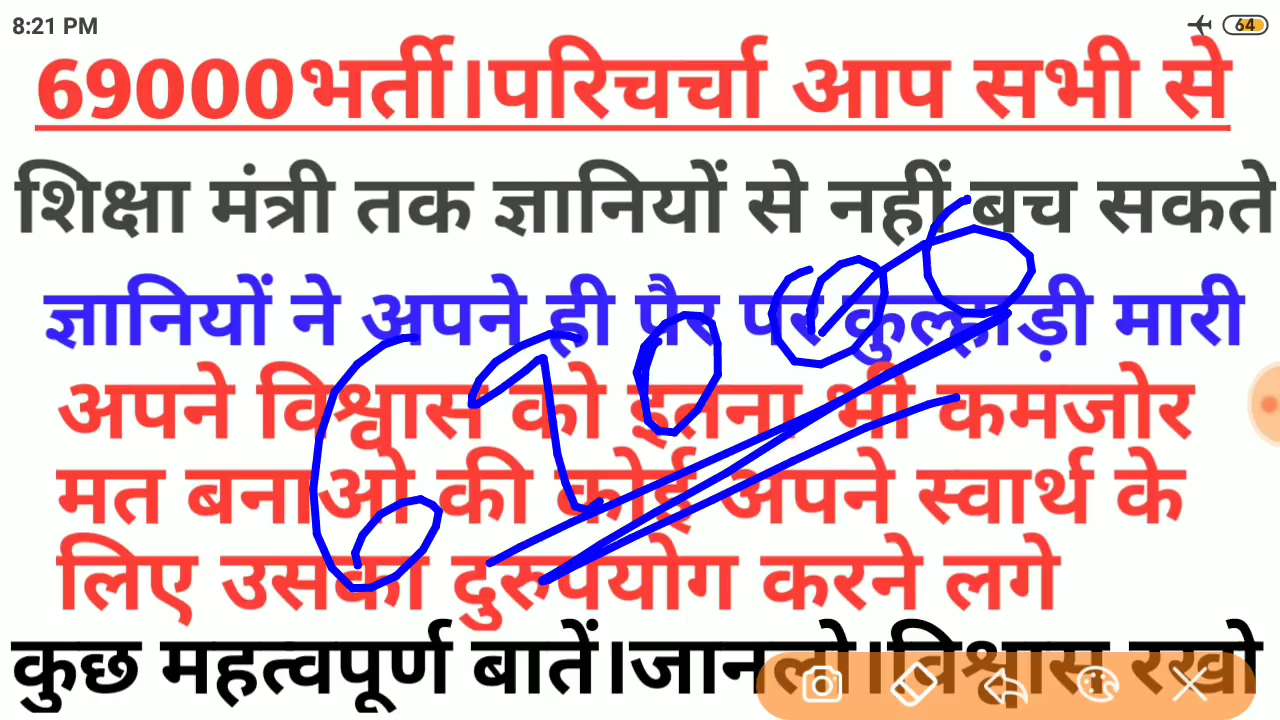 8:21 PM
64
69000भर्ती।परिचर्चा आप सभी से
शिक्षा मंत्री तक ज्ञानियों से नहीं बच सकते
ज्ञानियों ने अपने ही पैर पर कुल्हाड़ी मारी
अपने विश्वास को इतना भी कमजोर
मत बनाओ की कोई अपने स्वार्थ के
लिए उसका दुरुपयोग करने लगे
69000
कुछ महत्वपूर्ण बातें।जानलो।विश्वास रखो